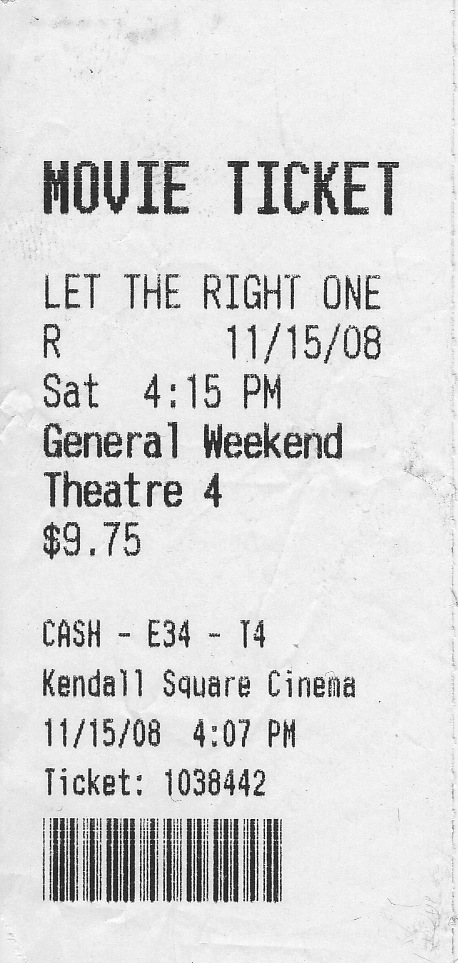 MOVIE TICKET
LET THE RIGHT ONE
R 11/15/08
Sat 4:15 PM
General Weekend
Theatre 4
$9.75
CASH - E34 - T4
Kendall Square Cinema
11/15/08 4:07 PM
Ticket: 1038442